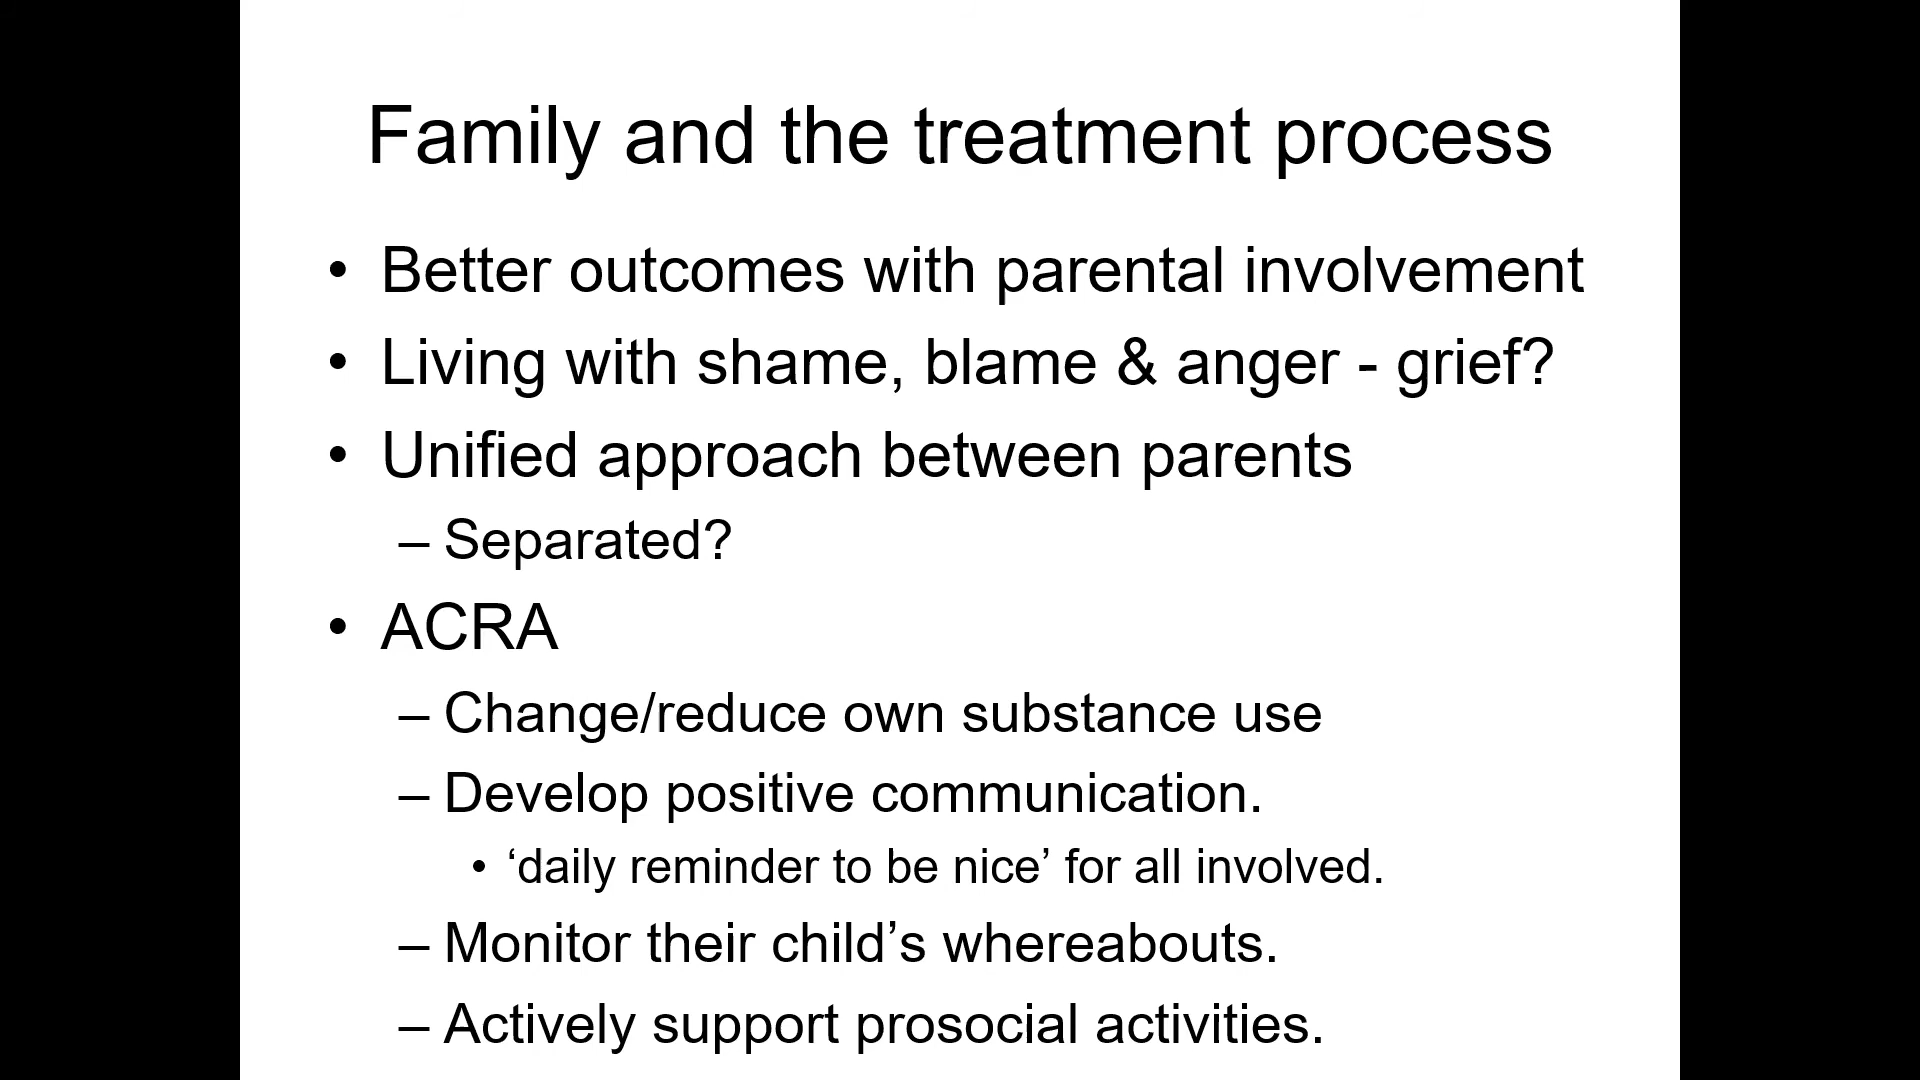 Family and the treatment process
• Better outcomes with parental involvement
• Living with shame, blame & anger - grief?
• Unified approach between parents
– Separated?
• ACRA
– Change/reduce own substance use
– Develop positive communication.
• ‘daily reminder to be nice’ for all involved.
– Monitor their child’s whereabouts.
– Actively support prosocial activities.